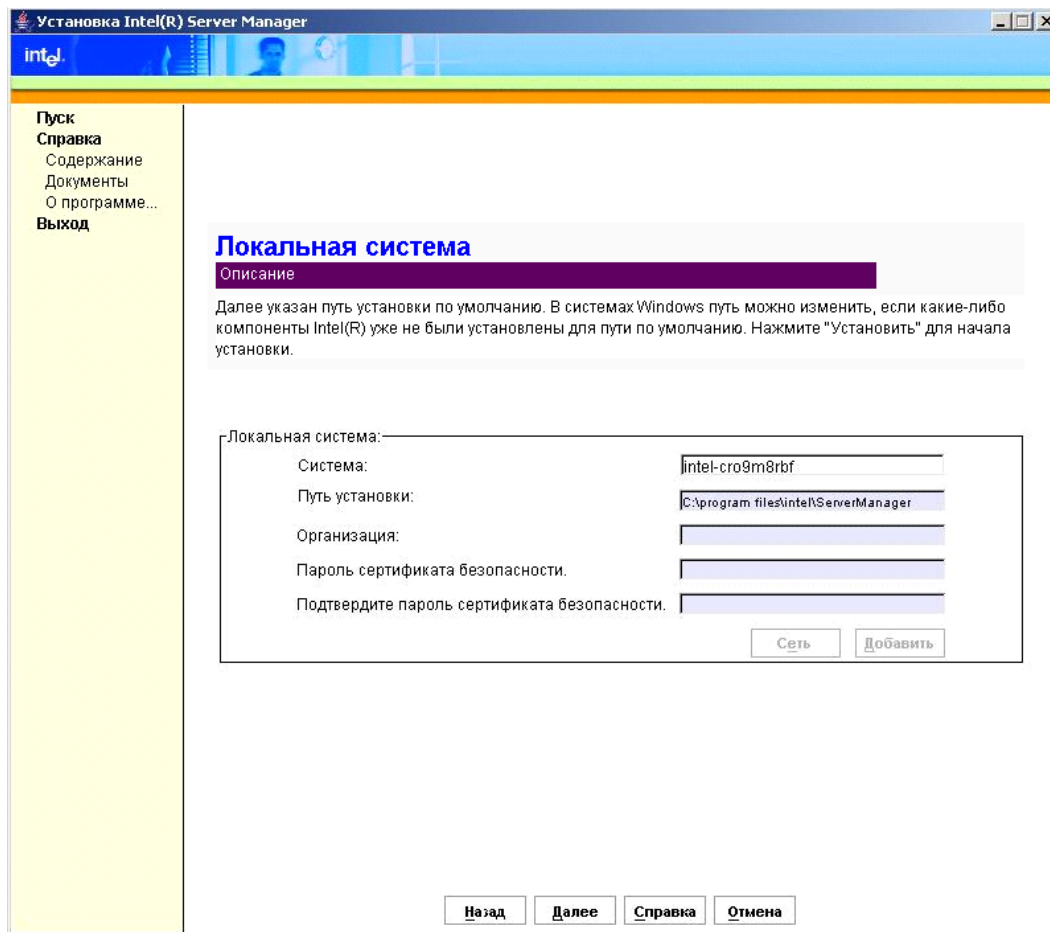 Установка Intel(R) Server Manager
intel.
Пуск
Справка
Содержание
Документы
О программе...
Выход
Локальная система
Описание
Далее указан путь установки по умолчанию. В системах Windows путь можно изменить, если какие-либо
компоненты Intel(R) уже не были установлены для пути по умолчанию. Нажмите "Установить" для начала
установки.
Локальная система:
Система:
intel-cro9m8rbf
Путь установки:
C:\program files\intel\ServerManager
Организация:
Пароль сертификата безопасности.
Подтвердите пароль сертификата безопасности.
Сеть
Добавить
Назад
Далее
Справка
Отмена